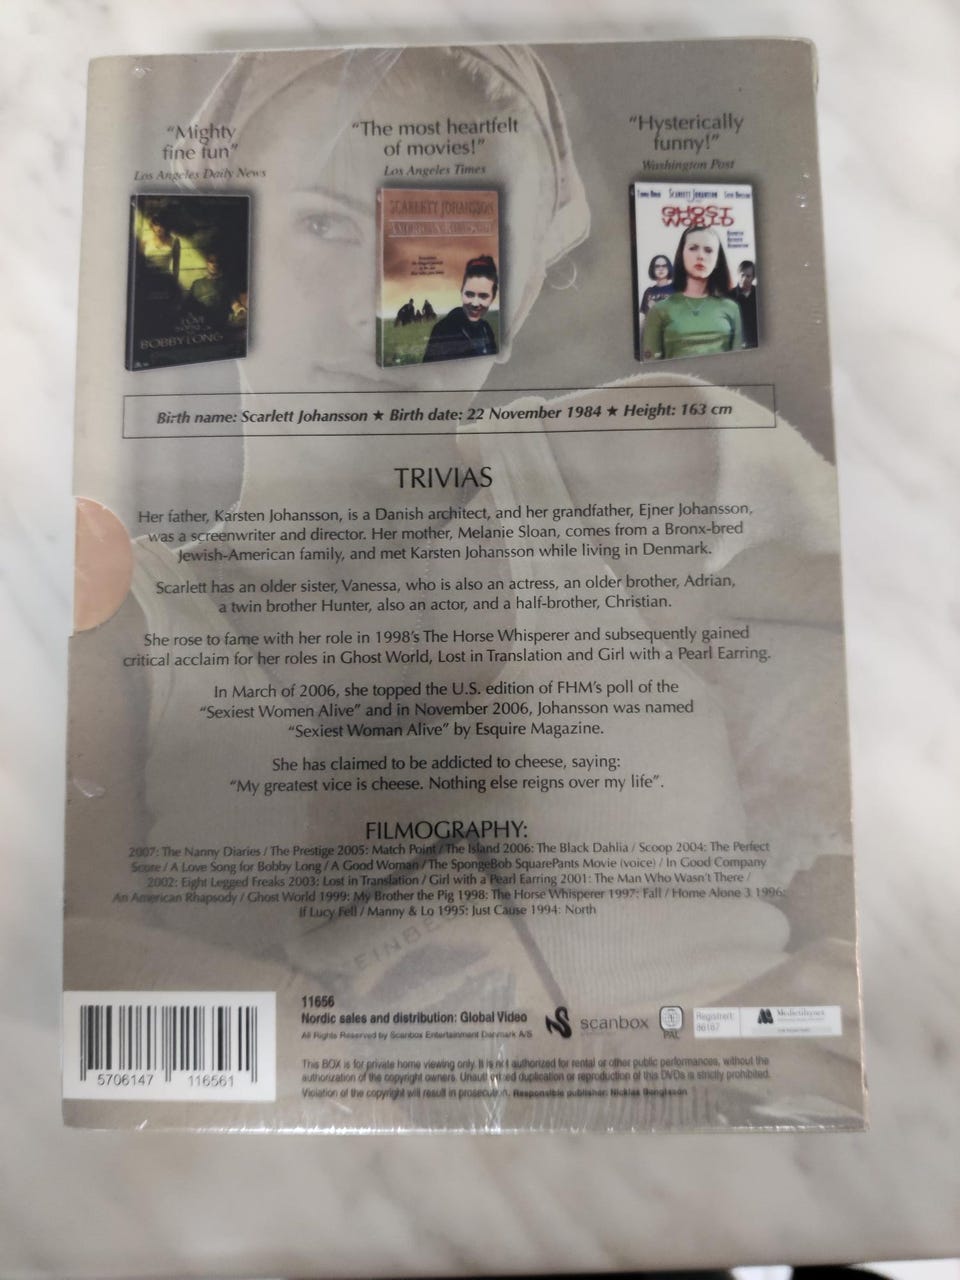 "Mighty
fine fun"
Los Angeles Daily News
"The most heartfelt
of movies!"
Los Angeles Times
"Hysterically
funny!"
Washington Post
A LOVE
SONG
BOBBY LONG
SCARLETT JOHANSSON
AMERICAN RHAPSODY
SCARLETT JOHANSSON
GHOST
WORLD
Birth name: Scarlett Johansson ★ Birth date: 22 November 1984 ★ Height: 163 cm
TRIVIAS
Her father, Karsten Johansson, is a Danish architect, and her grandfather, Ejner Johansson,
was a screenwriter and director. Her mother, Melanie Sloan, comes from a Bronx-bred
Jewish-American family, and met Karsten Johansson while living in Denmark.
Scarlett has an older sister, Vanessa, who is also an actress, an older brother, Adrian,
a twin brother Hunter, also an actor, and a half-brother, Christian.
She rose to fame with her role in 1998's The Horse Whisperer and subsequently gained
critical acclaim for her roles in Ghost World, Lost in Translation and Girl with a Pearl Earring.
In March of 2006, she topped the U.S. edition of FHM's poll of the
"Sexiest Women Alive" and in November 2006, Johansson was named
"Sexiest Woman Alive" by Esquire Magazine.
She has claimed to be addicted to cheese, saying:
"My greatest vice is cheese. Nothing else reigns over my life".
FILMOGRAPHY:
2007: The Nanny Diaries / The Prestige 2005: Match Point / The Island 2006: The Black Dahlia / Scoop 2004: The Perfect
Score / A Love Song for Bobby Long / A Good Woman / The SpongeBob SquarePants Movie (voice) / In Good Company
2002: Eight Legged Freaks 2003: Lost in Translation / Girl with a Pearl Earring 2001: The Man Who Wasn't There /
An American Rhapsody / Ghost World 1999: My Brother the Pig 1998: The Horse Whisperer 1997: Fall / Home Alone 3 1996:
If Lucy Fell / Manny & Lo 1995: Just Cause 1994: North
11656
Nordic sales and distribution: Global Video
All Rights Reserved by Scanbox Entertainment Danmark A/S
scanbox
PAL
Registrert:
86167
Medietilsynet
5706147 116561
This BOX is for private home viewing only. It is not authorized for rental or other public performances, without the
authorization of the copyright owners. Unauthorized duplication or reproduction of this DVDs is strictly prohibited.
Violation of the copyright will result in prosecution. Responsible publisher: Nicklas Bengtsson